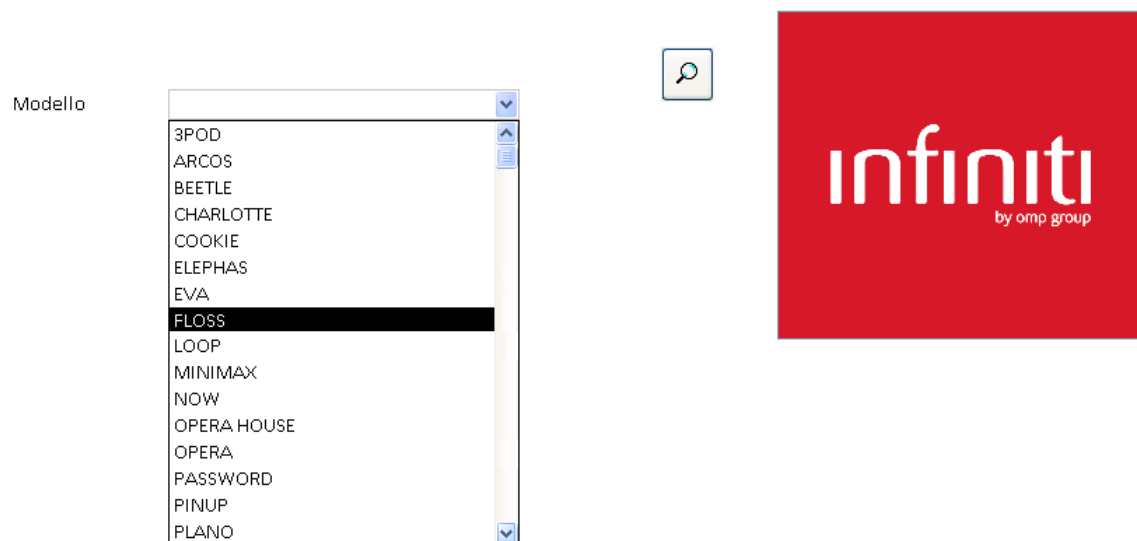 Modello
3POD
ARCOS
BEETLE
CHARLOTTE
COOKIE
ELEPHAS
EVA
FLOSS
LOOP
MINIMAX
NOW
OPERA HOUSE
OPERA
PASSWORD
PINUP
PLANO
infiniti
by omp group